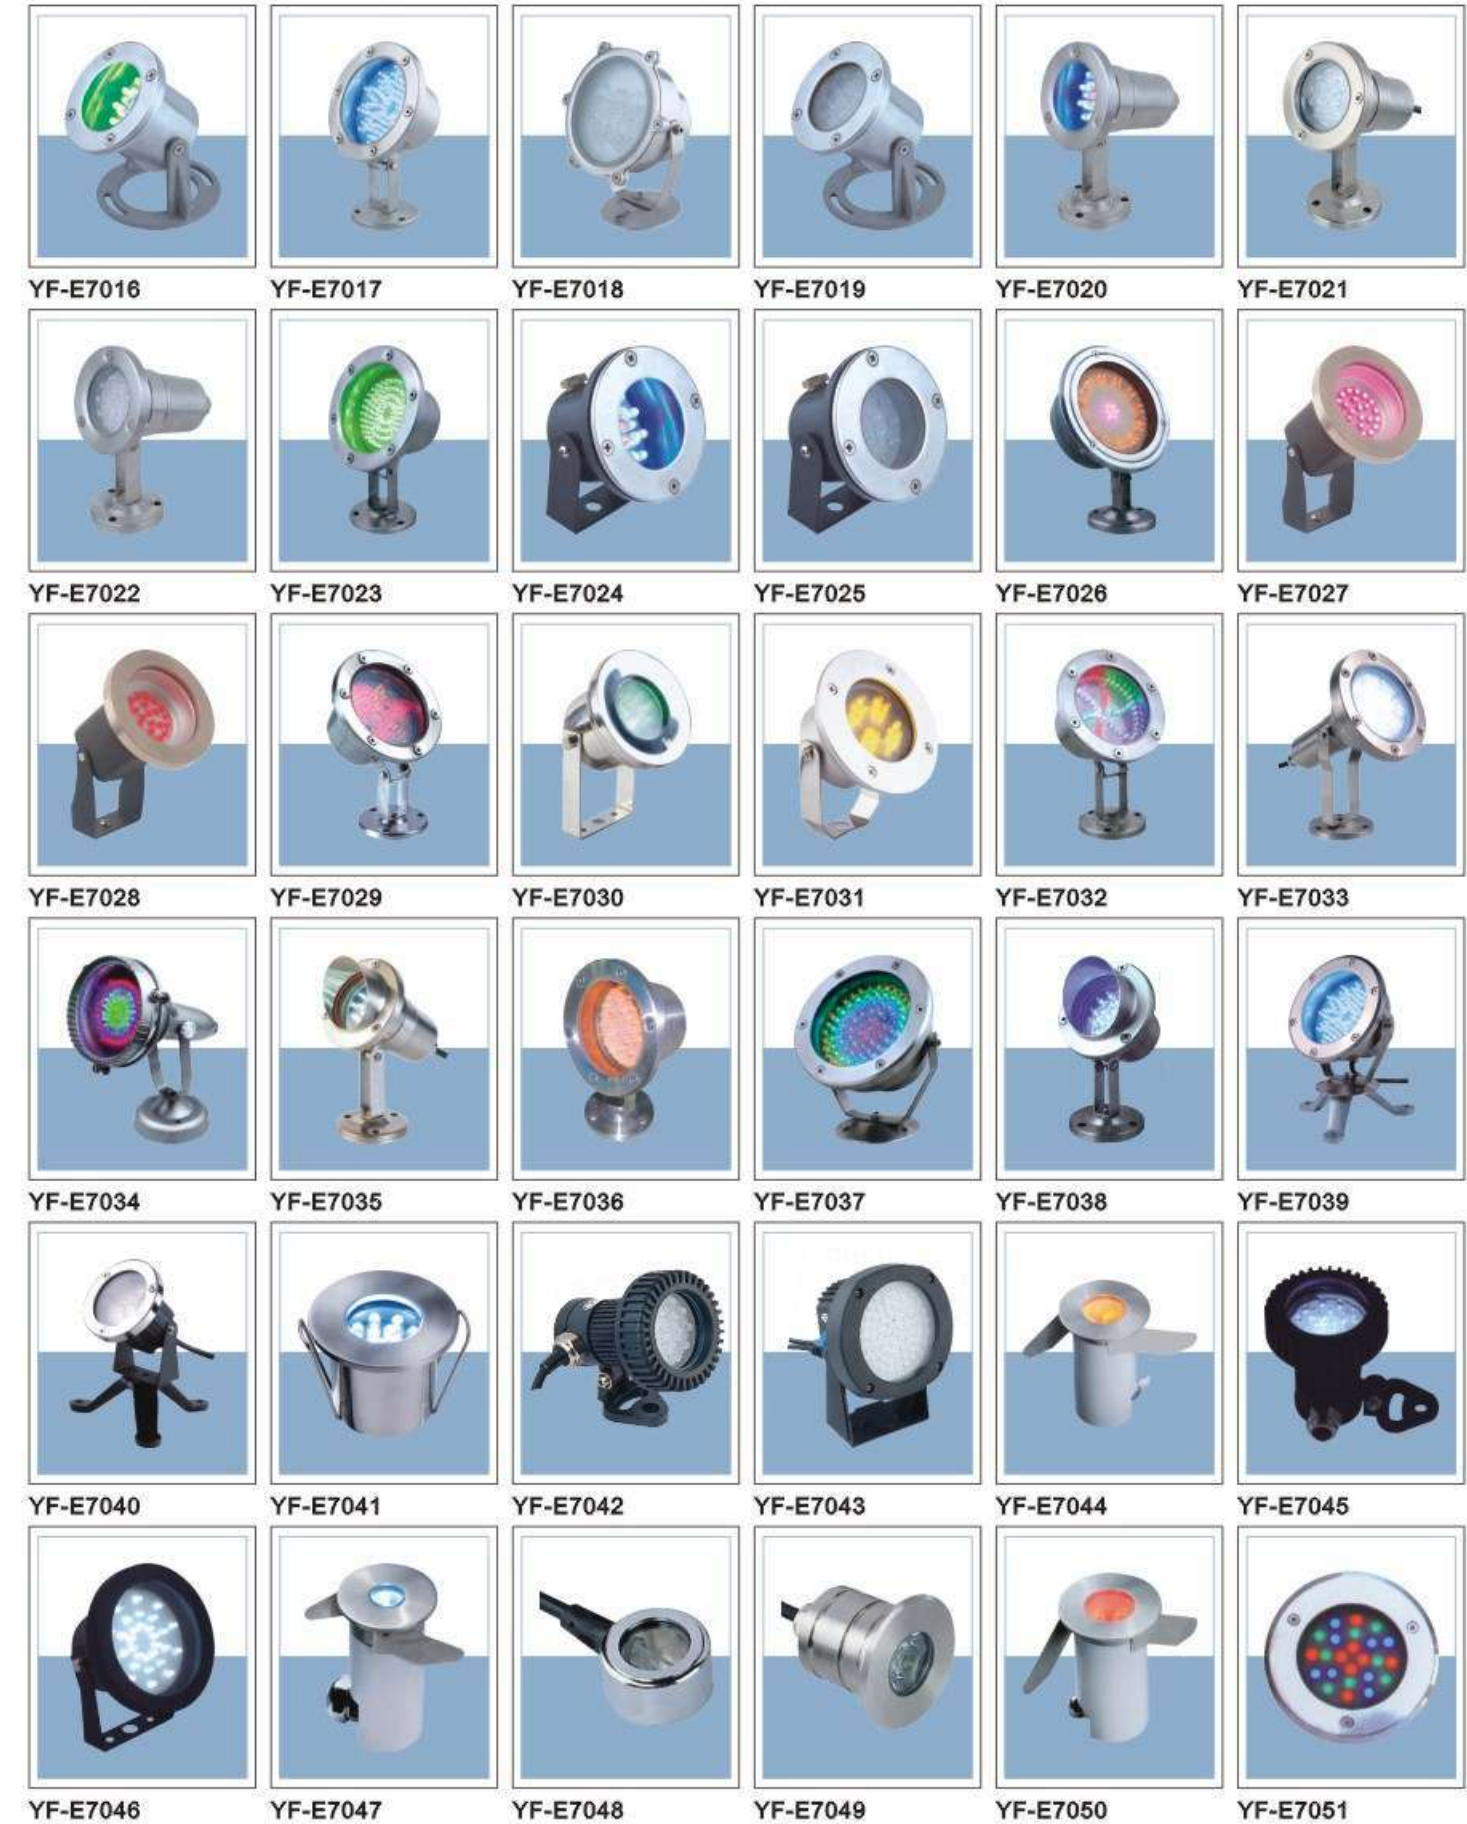 YF-E7016 YF-E7017 YF-E7018 YF-E7019 YF-E7020 YF-E7021
YF-E7022 YF-E7023 YF-E7024 YF-E7025 YF-E7026 YF-E7027
YF-E7028 YF-E7029 YF-E7030 YF-E7031 YF-E7032 YF-E7033
YF-E7034 YF-E7035 YF-E7036 YF-E7037 YF-E7038 YF-E7039
YF-E7040 YF-E7041 YF-E7042 YF-E7043 YF-E7044 YF-E7045
YF-E7046 YF-E7047 YF-E7048 YF-E7049 YF-E7050 YF-E7051